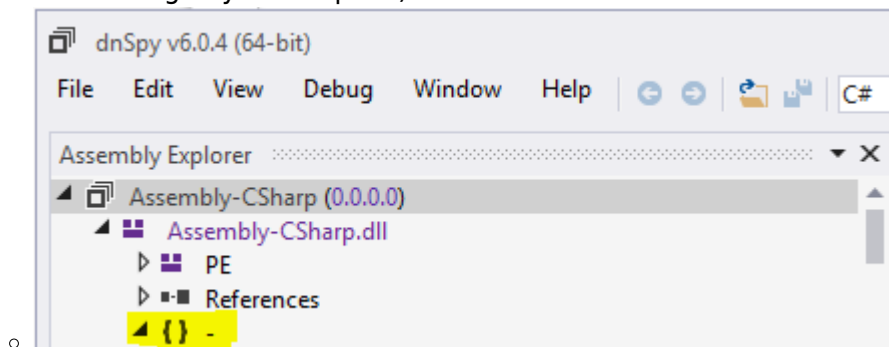 dnSpy v6.0.4 (64-bit)
File Edit View Debug Window Help C#
Assembly Explorer
Assembly-CSharp (0.0.0.0)
Assembly-CSharp.dll
PE
References
{ } -